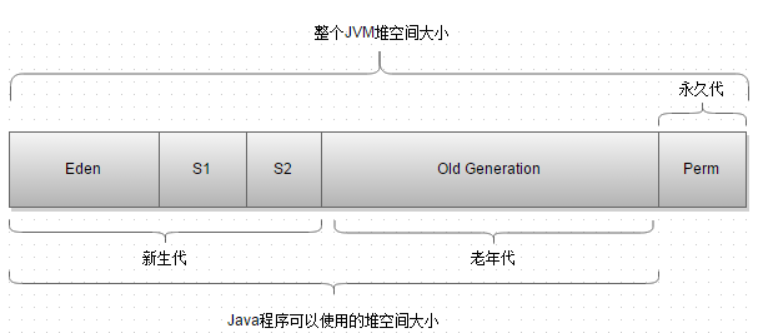 整个JVM堆空间大小
永久代
Eden S1 S2 Old Generation Perm
新生代 老年代
Java程序可以使用的堆空间大小